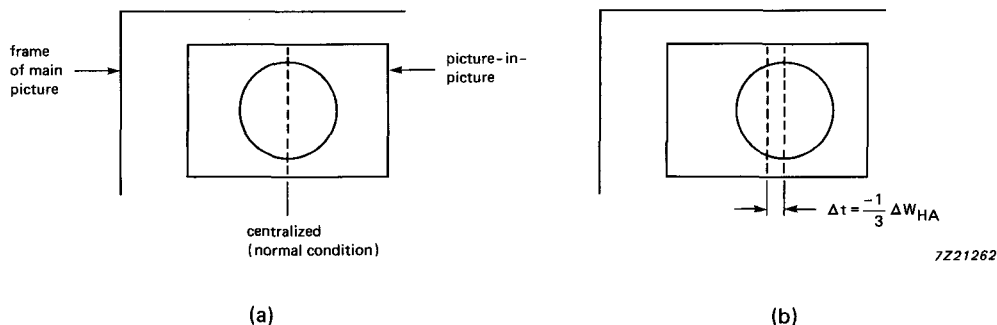 frame
of main
picture
picture-in-
picture
centralized
(normal condition)
Δt = -1/3 ΔW_HA
7Z21262
(a)
(b)